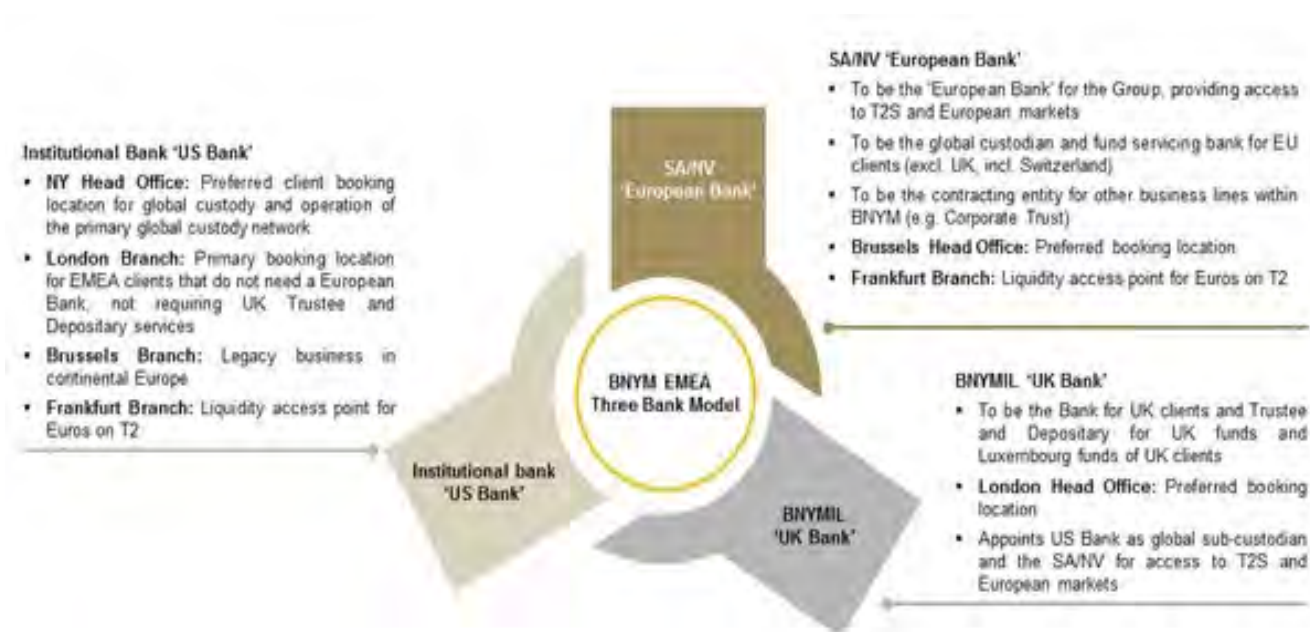 Institutional Bank 'US Bank'
▪ NY Head Office: Preferred client booking
location for global custody and operation of
the primary global custody network
▪ London Branch: Primary booking location
for EMEA clients that do not need a European
Bank, not requiring UK Trustee and
Depositary services
▪ Brussels Branch: Legacy business in
continental Europe
▪ Frankfurt Branch: Liquidity access point for
Euros on T2
SA/NV
'European Bank'
BNYM EMEA
Three Bank Model
Institutional bank
'US Bank'
BNYMIL
'UK Bank'
SA/NV 'European Bank'
▪ To be the 'European Bank' for the Group, providing access
to T2S and European markets
▪ To be the global custodian and fund servicing bank for EU
clients (excl. UK, incl. Switzerland)
▪ To be the contracting entity for other business lines within
BNYM (e.g. Corporate Trust)
▪ Brussels Head Office: Preferred booking location
▪ Frankfurt Branch: Liquidity access point for Euros on T2
BNYMIL 'UK Bank'
▪ To be the Bank for UK clients and Trustee
and Depositary for UK funds and
Luxembourg funds of UK clients
▪ London Head Office: Preferred booking
location
▪ Appoints US Bank as global sub-custodian
and the SA/NV for access to T2S and
European markets